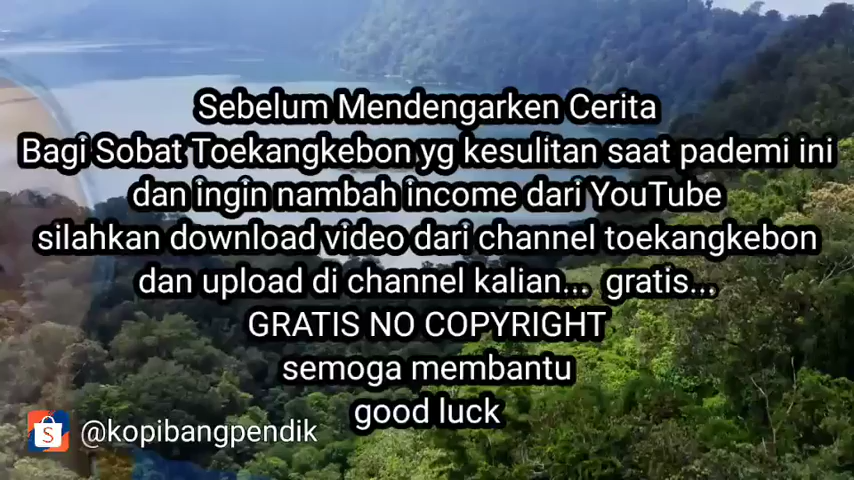 Sebelum Mendengarken Cerita
Bagi Sobat Toekangkebon yg kesulitan saat pademi ini
dan ingin nambah income dari YouTube
silahkan download video dari channel toekangkebon
dan upload di channel kalian... gratis...
GRATIS NO COPYRIGHT
semoga membantu
good luck
S @kopibangpendik